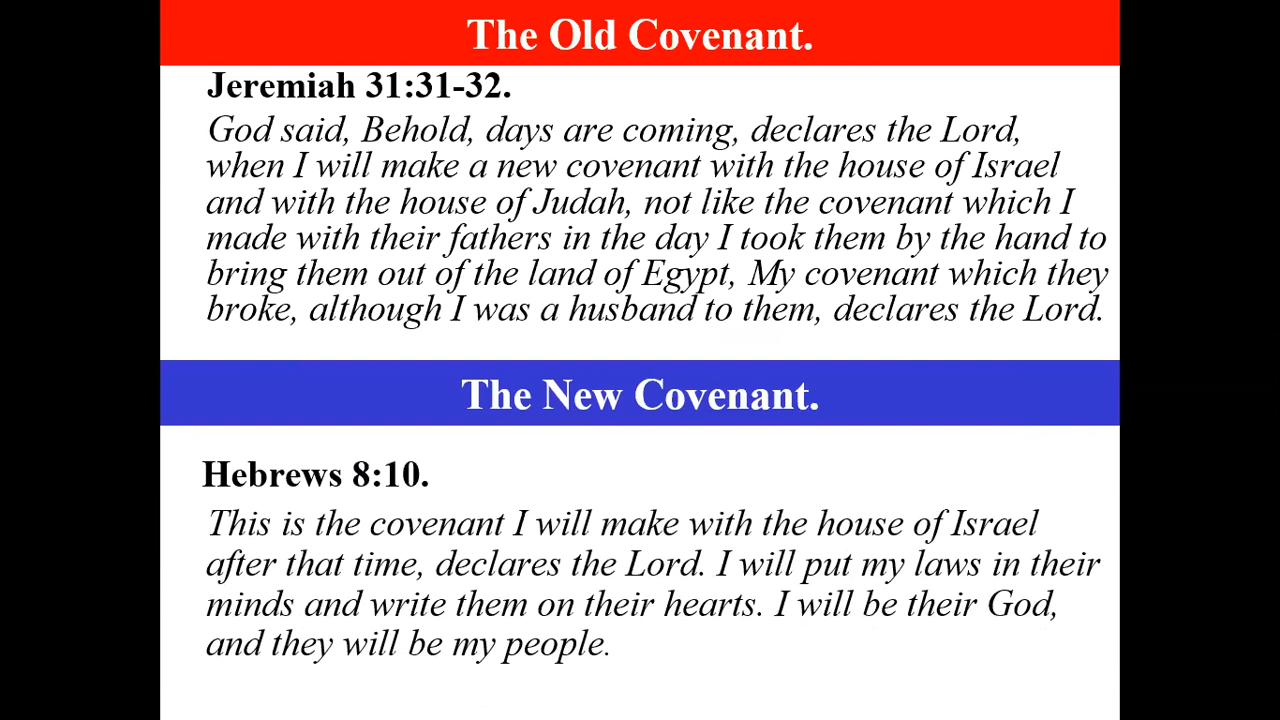 The Old Covenant.
Jeremiah 31:31-32.
God said, Behold, days are coming, declares the Lord,
when I will make a new covenant with the house of Israel
and with the house of Judah, not like the covenant which I
made with their fathers in the day I took them by the hand to
bring them out of the land of Egypt, My covenant which they
broke, although I was a husband to them, declares the Lord.
The New Covenant.
Hebrews 8:10.
This is the covenant I will make with the house of Israel
after that time, declares the Lord. I will put my laws in their
minds and write them on their hearts. I will be their God,
and they will be my people.